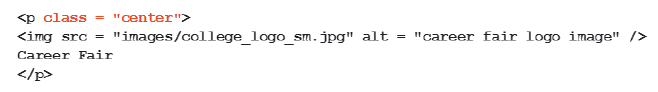 <p class = "center">
<img src = "images/college_logo_sm.jpg" alt = "career fair logo image" />
Career Fair
</p>